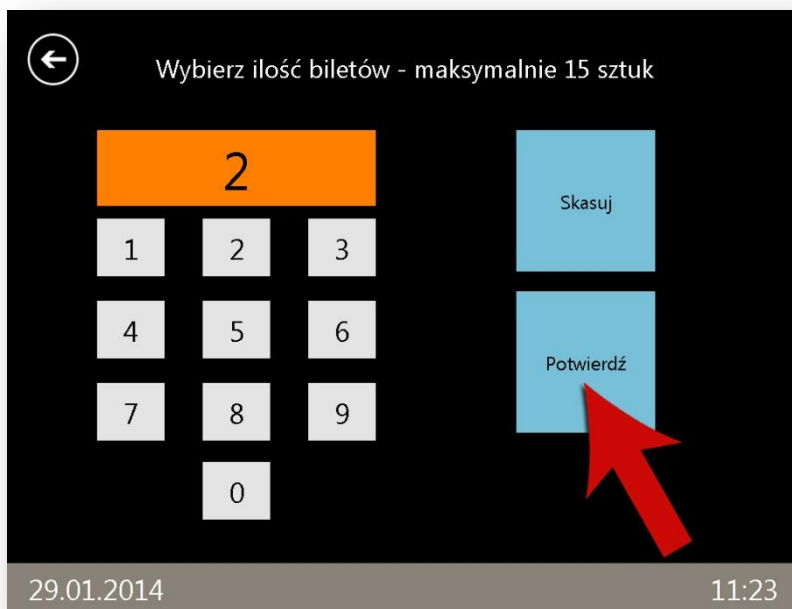 Wybierz ilość biletów - maksymalnie 15 sztuk
2
Skasuj
1 2 3
4 5 6
Potwierdź
7 8 9
0
29.01.2014 11:23